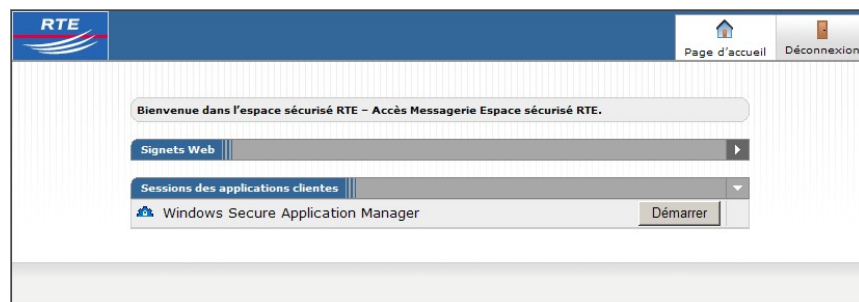 RTE
Page d'accueil
Déconnexion
Bienvenue dans l'espace sécurisé RTE – Accès Messagerie Espace sécurisé RTE.
Signets Web
Sessions des applications clientes
Windows Secure Application Manager
Démarrer